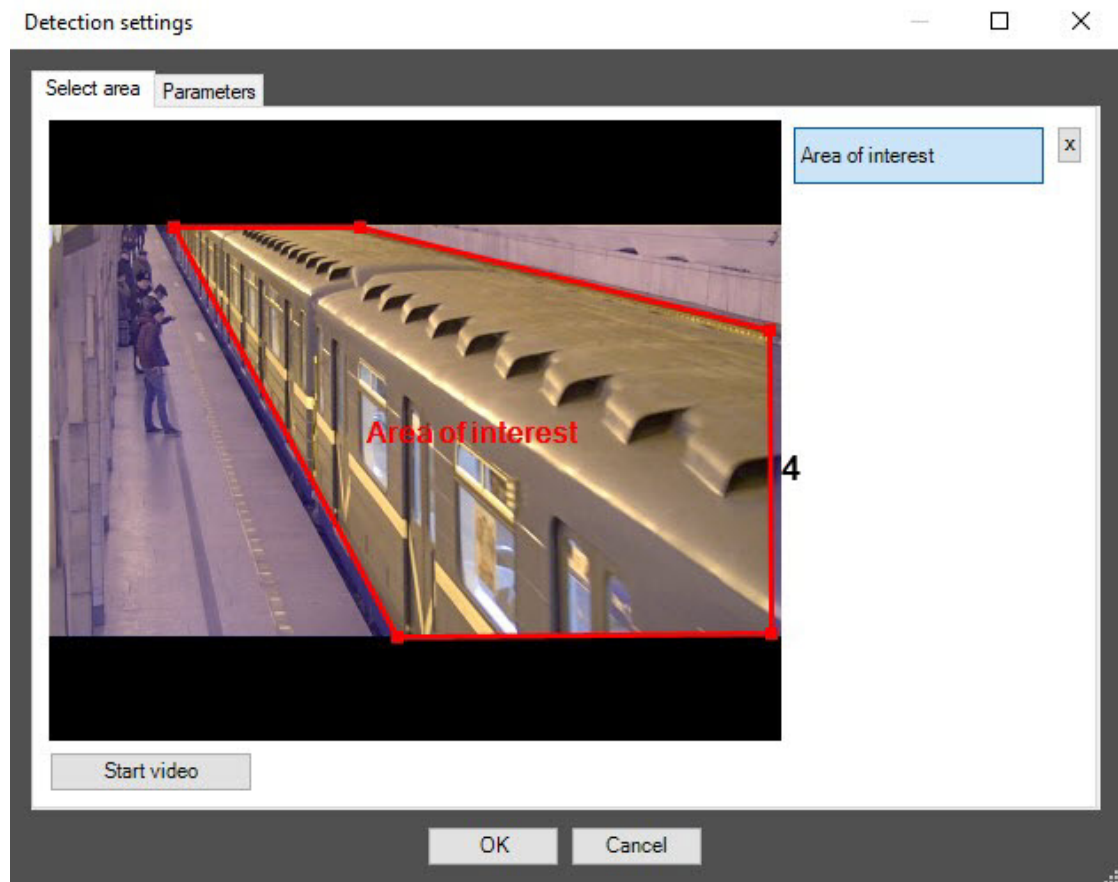 Detection settings
Select area
Parameters
Area of interest
x
Area of interest
4
Start video
OK
Cancel